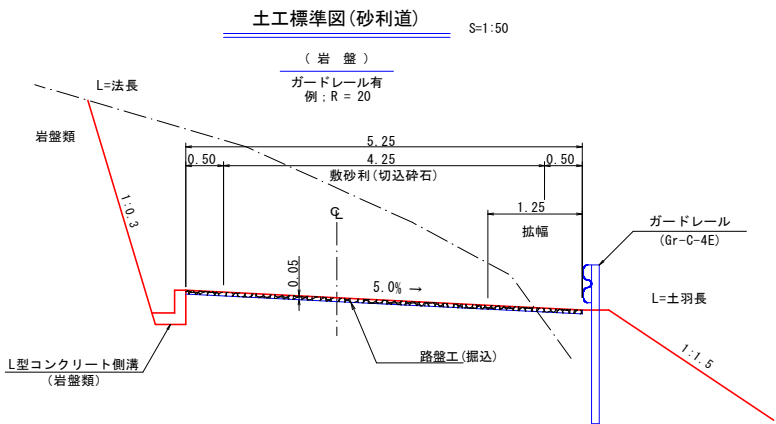 土工標準図(砂利道)
S=1:50
(岩盤)
ガードレール有
例;R = 20
L=法長
岩盤類
1:0.3
5.25
0.50
4.25
0.50
敷砂利(切込砕石)
1.25
拡幅
CL
0.05
5.0% →
ガードレール
(Gr-C-4E)
L=土羽長
1:1.5
路盤工(掘込)
L型コンクリート側溝
(岩盤類)